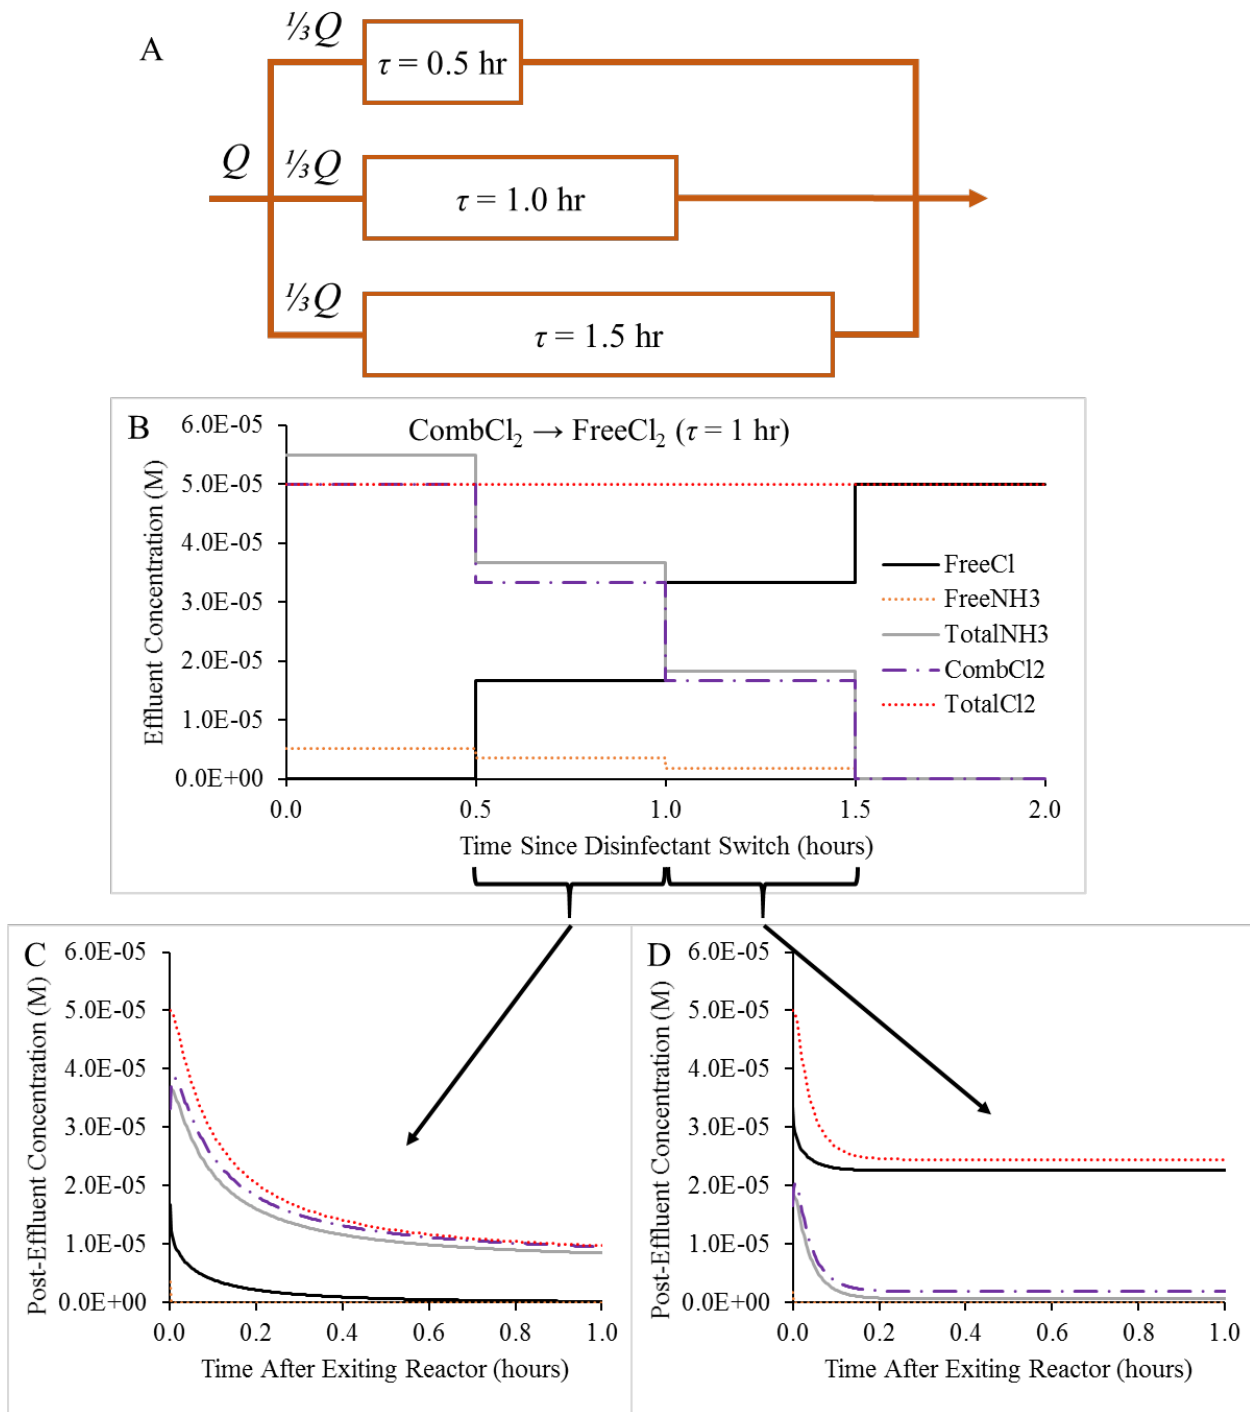 A
⅓Q
τ = 0.5 hr
Q
⅓Q
τ = 1.0 hr
⅓Q
τ = 1.5 hr
B
CombCl₂ → FreeCl₂ (τ = 1 hr)
Effluent Concentration (M)
6.0E-05
5.0E-05
4.0E-05
3.0E-05
2.0E-05
1.0E-05
0.0E+00
FreeCl
FreeNH3
TotalNH3
CombCl2
TotalCl2
0.0 0.5 1.0 1.5 2.0
Time Since Disinfectant Switch (hours)
C
Post-Effluent Concentration (M)
6.0E-05
5.0E-05
4.0E-05
3.0E-05
2.0E-05
1.0E-05
0.0E+00
0.0 0.2 0.4 0.6 0.8 1.0
Time After Exiting Reactor (hours)
D
Post-Effluent Concentration (M)
6.0E-05
5.0E-05
4.0E-05
3.0E-05
2.0E-05
1.0E-05
0.0E+00
0.0 0.2 0.4 0.6 0.8 1.0
Time After Exiting Reactor (hours)